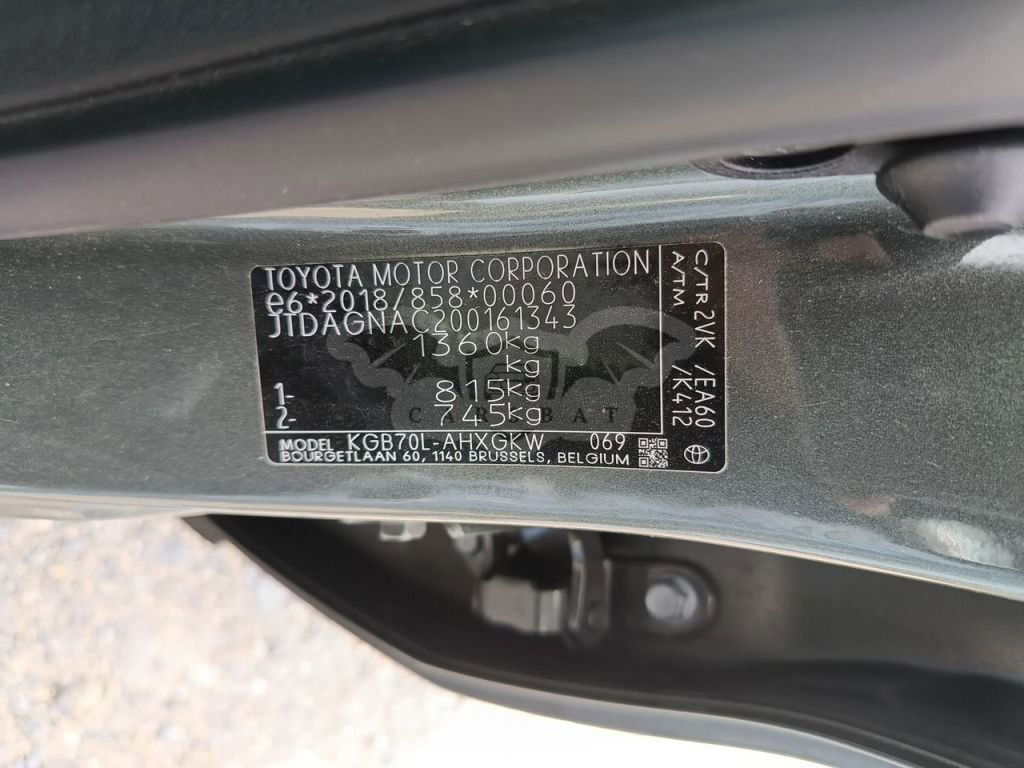 TOYOTA MOTOR CORPORATION
e6*2018/858*00060
JTDAGNAC200161343
1360kg
kg
1- 815kg
2- 745kg
MODEL KGB70L-AHXGKW 069
BOURGETLAAN 60, 1140 BRUSSELS, BELGIUM
C/TR 2VK /EA60
A/TM /K412
CARSBAT